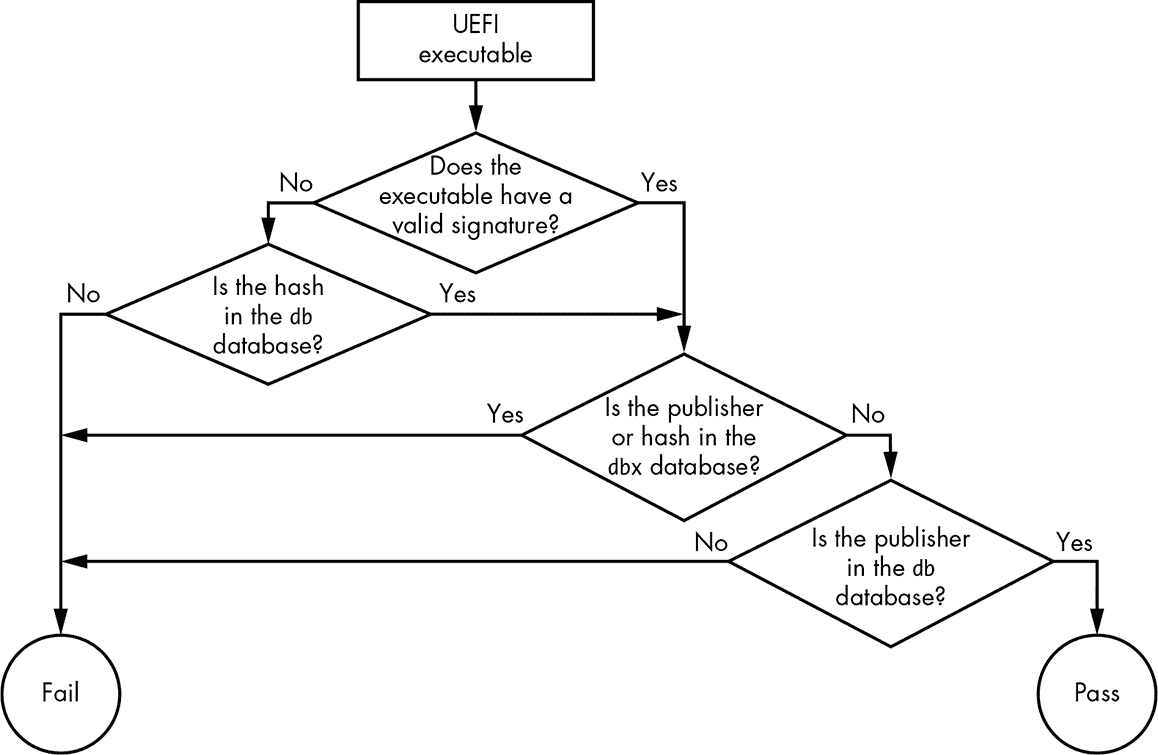 UEFI
executable
Does the
executable have a
valid signature?
No
Yes
Is the hash
in the db
database?
No
Yes
Is the publisher
or hash in the
dbx database?
Yes
No
Is the publisher
in the db
database?
No
Yes
Fail
Pass